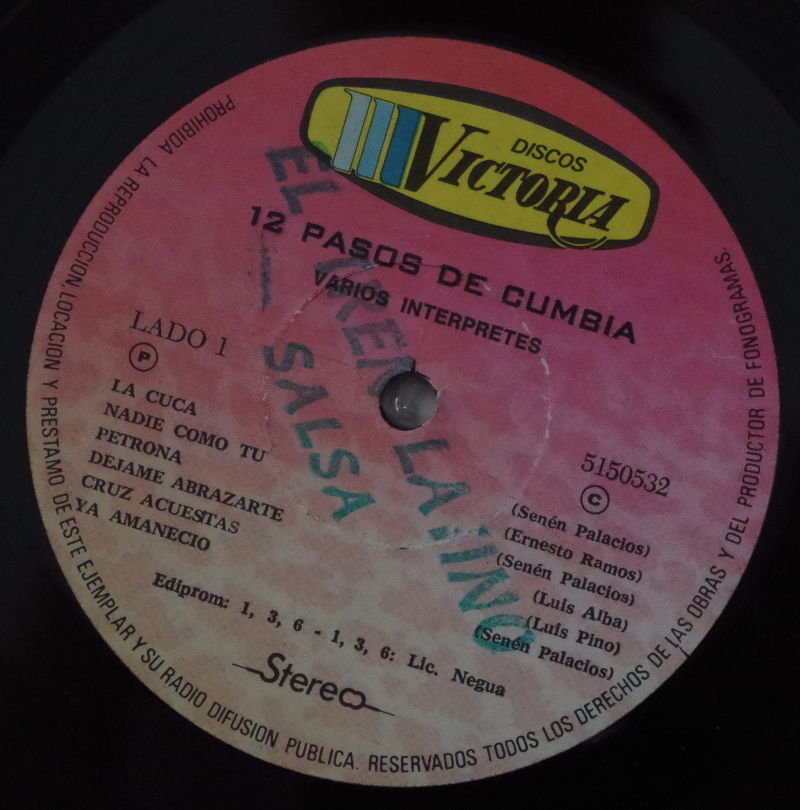 DISCOS
VICTORIA
12 PASOS DE CUMBIA
VARIOS INTERPRETES
EL TREN LATINO
SALSA
LADO 1
P
5150532
C
LA CUCA (Senén Palacios)
NADIE COMO TU (Ernesto Ramos)
PETRONA (Senén Palacios)
DEJAME ABRAZARTE (Luis Alba)
CRUZ ACUESTAS (Luis Pino)
YA AMANECIO (Senén Palacios)
Ediprom: 1, 3, 6 - 1, 3, 6: Lic. Negua
Stereo
PROHIBIDA LA REPRODUCCION, LOCACION Y PRESTAMO DE ESTE EJEMPLAR Y SU RADIO DIFUSION PUBLICA. RESERVADOS TODOS LOS DERECHOS DE LAS OBRAS Y DEL PRODUCTOR DE FONOGRAMAS.